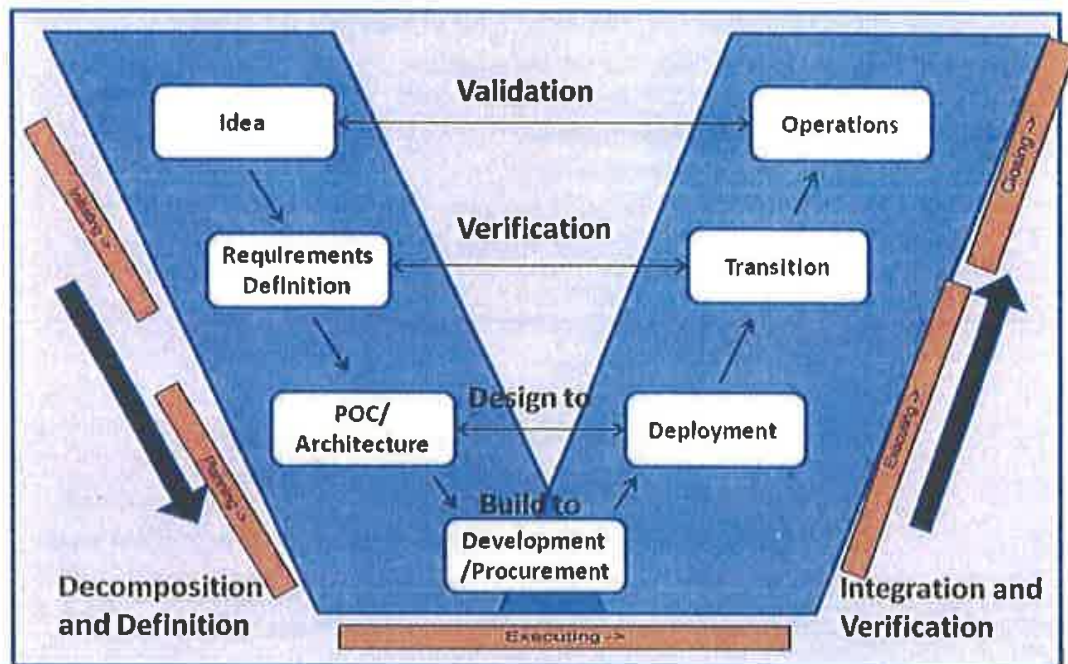 Validation
Idea
Operations
Initiating ->
Closing ->
Verification
Requirements
Definition
Transition
POC/
Architecture
Design to
Deployment
Planning ->
Executing ->
Build to
Development
/Procurement
Decomposition
and Definition
Integration and
Verification
Executing ->